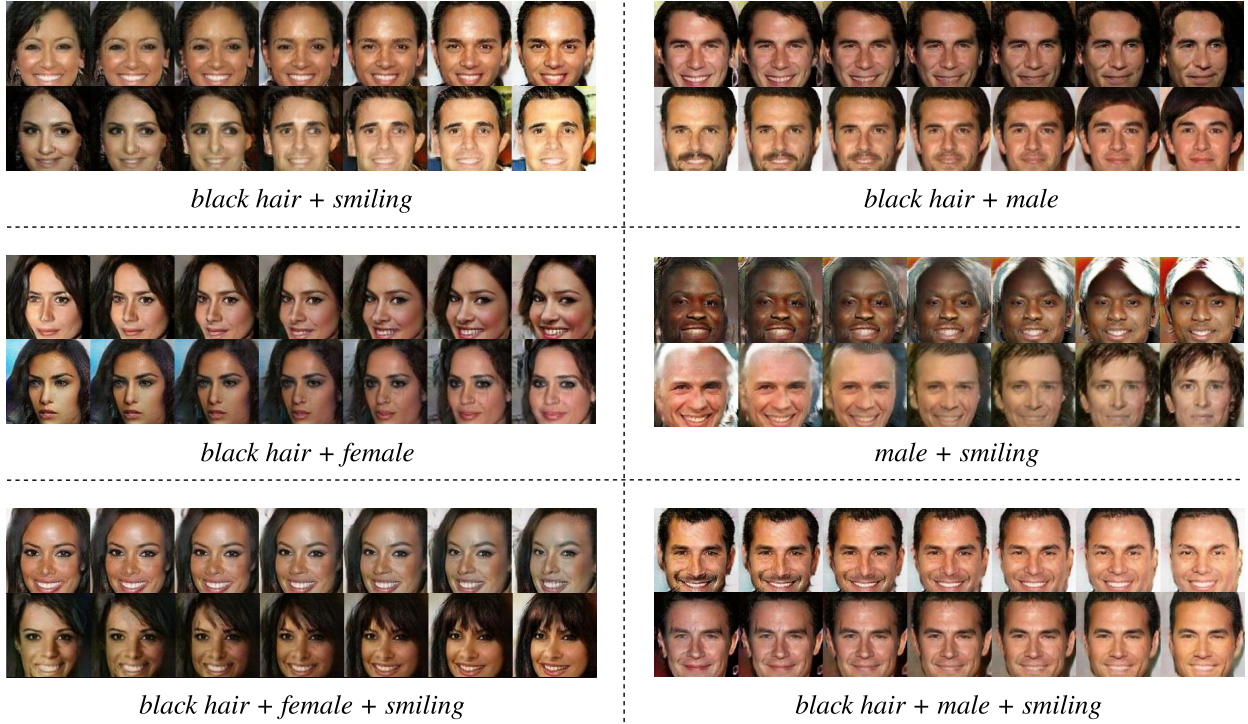 black hair + smiling
black hair + male
black hair + female
male + smiling
black hair + female + smiling
black hair + male + smiling